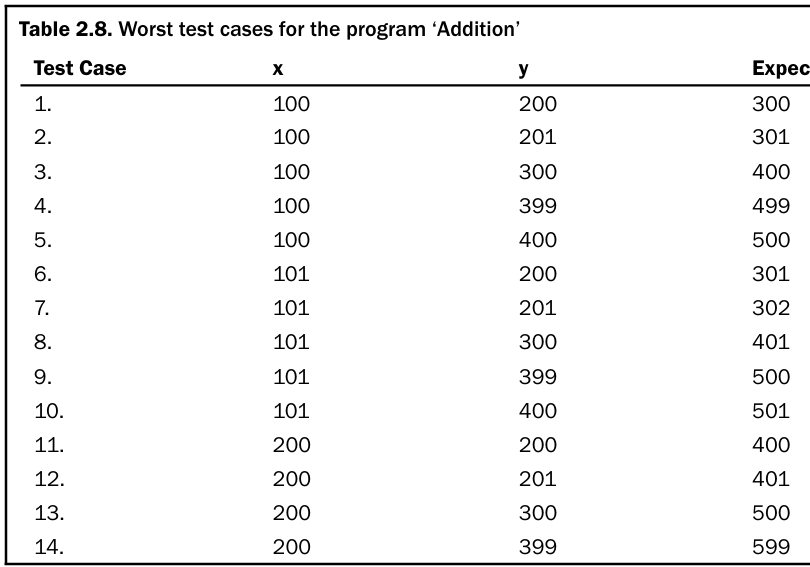 Table 2.8. Worst test cases for the program ‘Addition’
Test Case x y Expec
1. 100 200 300
2. 100 201 301
3. 100 300 400
4. 100 399 499
5. 100 400 500
6. 101 200 301
7. 101 201 302
8. 101 300 401
9. 101 399 500
10. 101 400 501
11. 200 200 400
12. 200 201 401
13. 200 300 500
14. 200 399 599